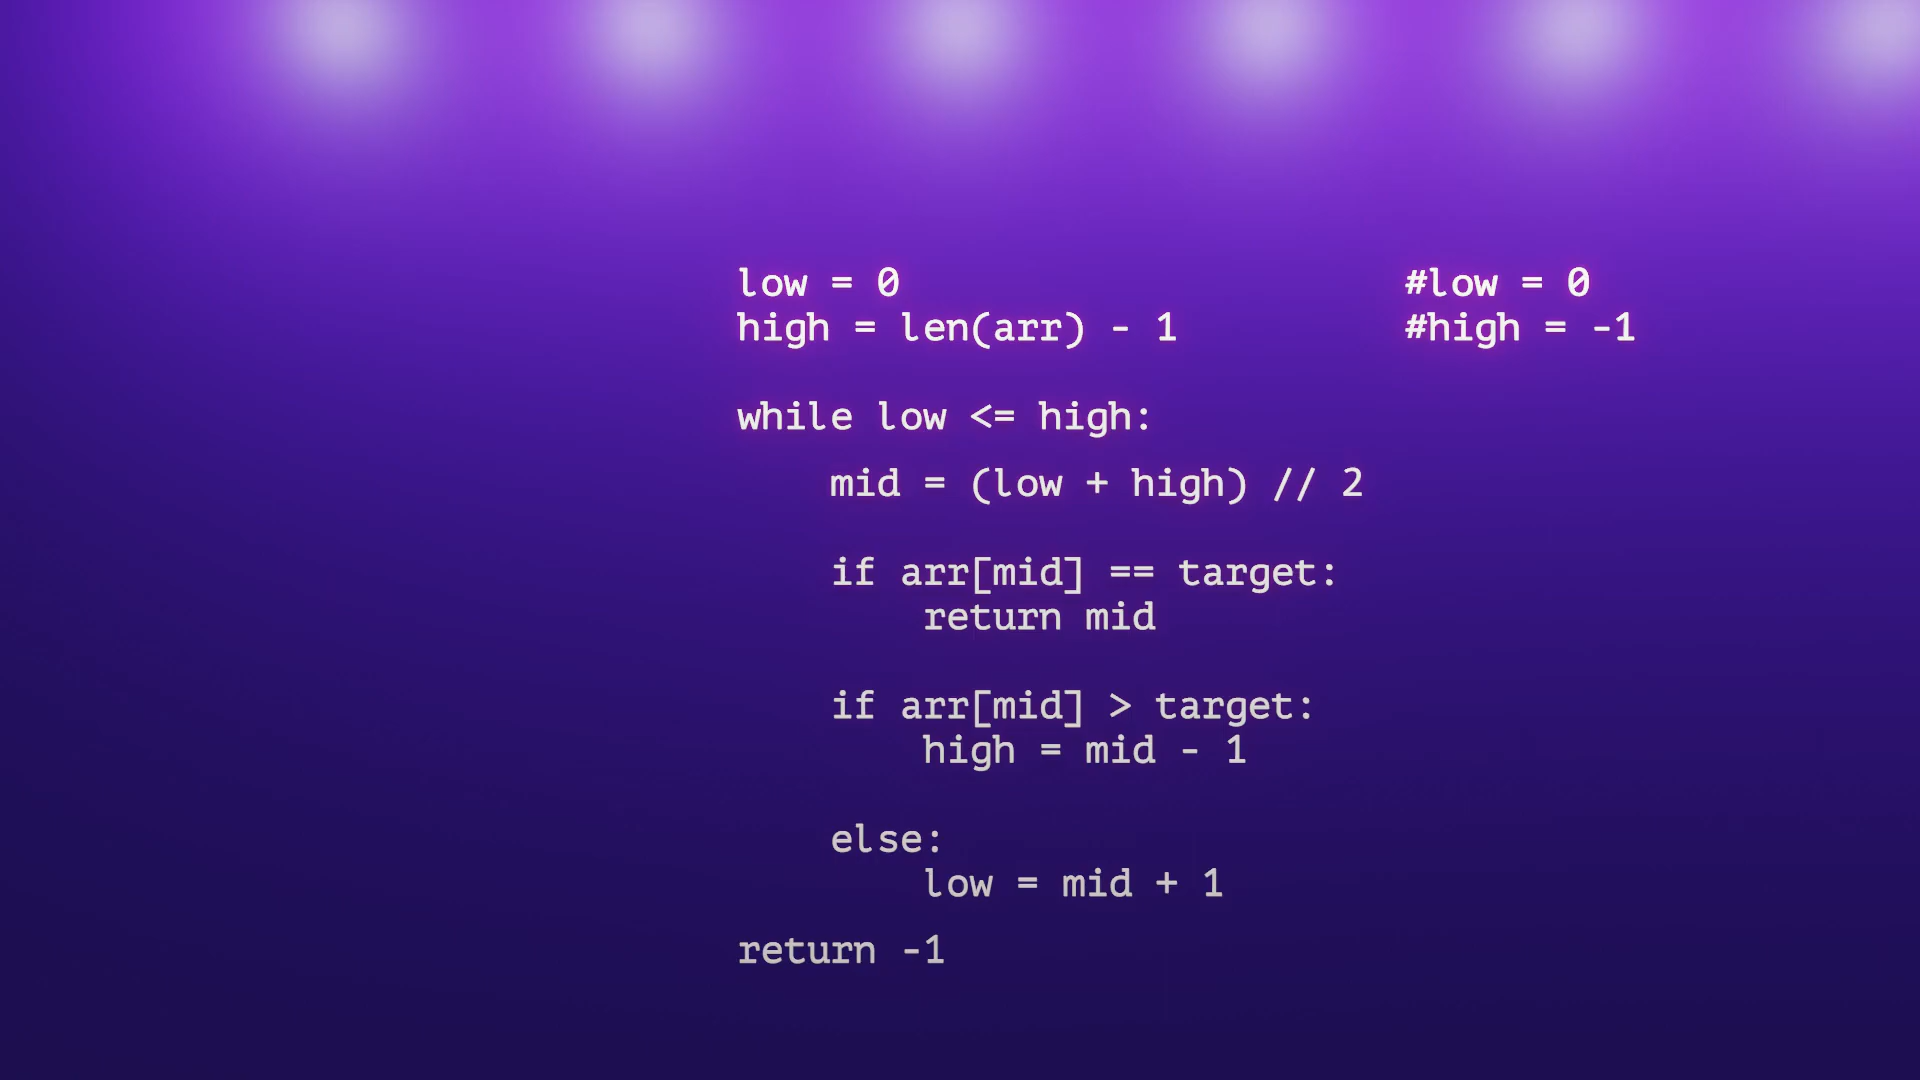 low = 0 #low = 0
high = len(arr) - 1 #high = -1
while low <= high:
mid = (low + high) // 2
if arr[mid] == target:
return mid
if arr[mid] > target:
high = mid - 1
else:
low = mid + 1
return -1